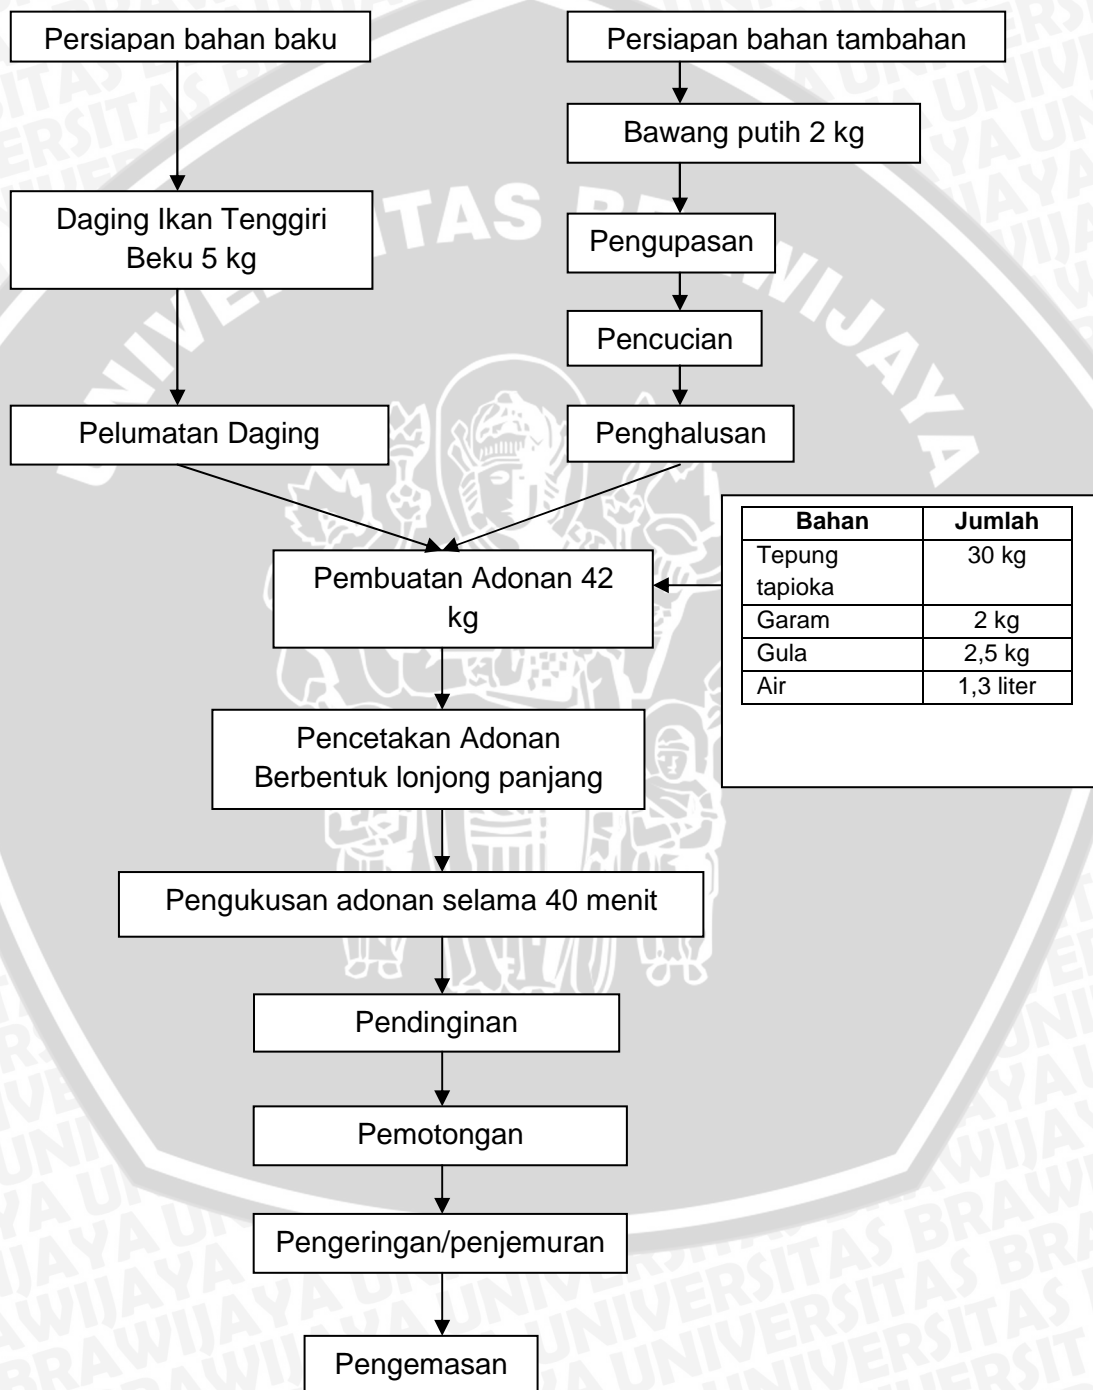 Persiapan bahan baku
Persiapan bahan tambahan
Bawang putih 2 kg
Daging Ikan Tenggiri
Beku 5 kg
Pengupasan
Pencucian
Pelumatan Daging
Penghalusan
Bahan Jumlah
Tepung 30 kg
tapioka
Garam 2 kg
Gula 2,5 kg
Air 1,3 liter
Pembuatan Adonan 42
kg
Pencetakan Adonan
Berbentuk lonjong panjang
Pengukusan adonan selama 40 menit
Pendinginan
Pemotongan
Pengeringan/penjemuran
Pengemasan